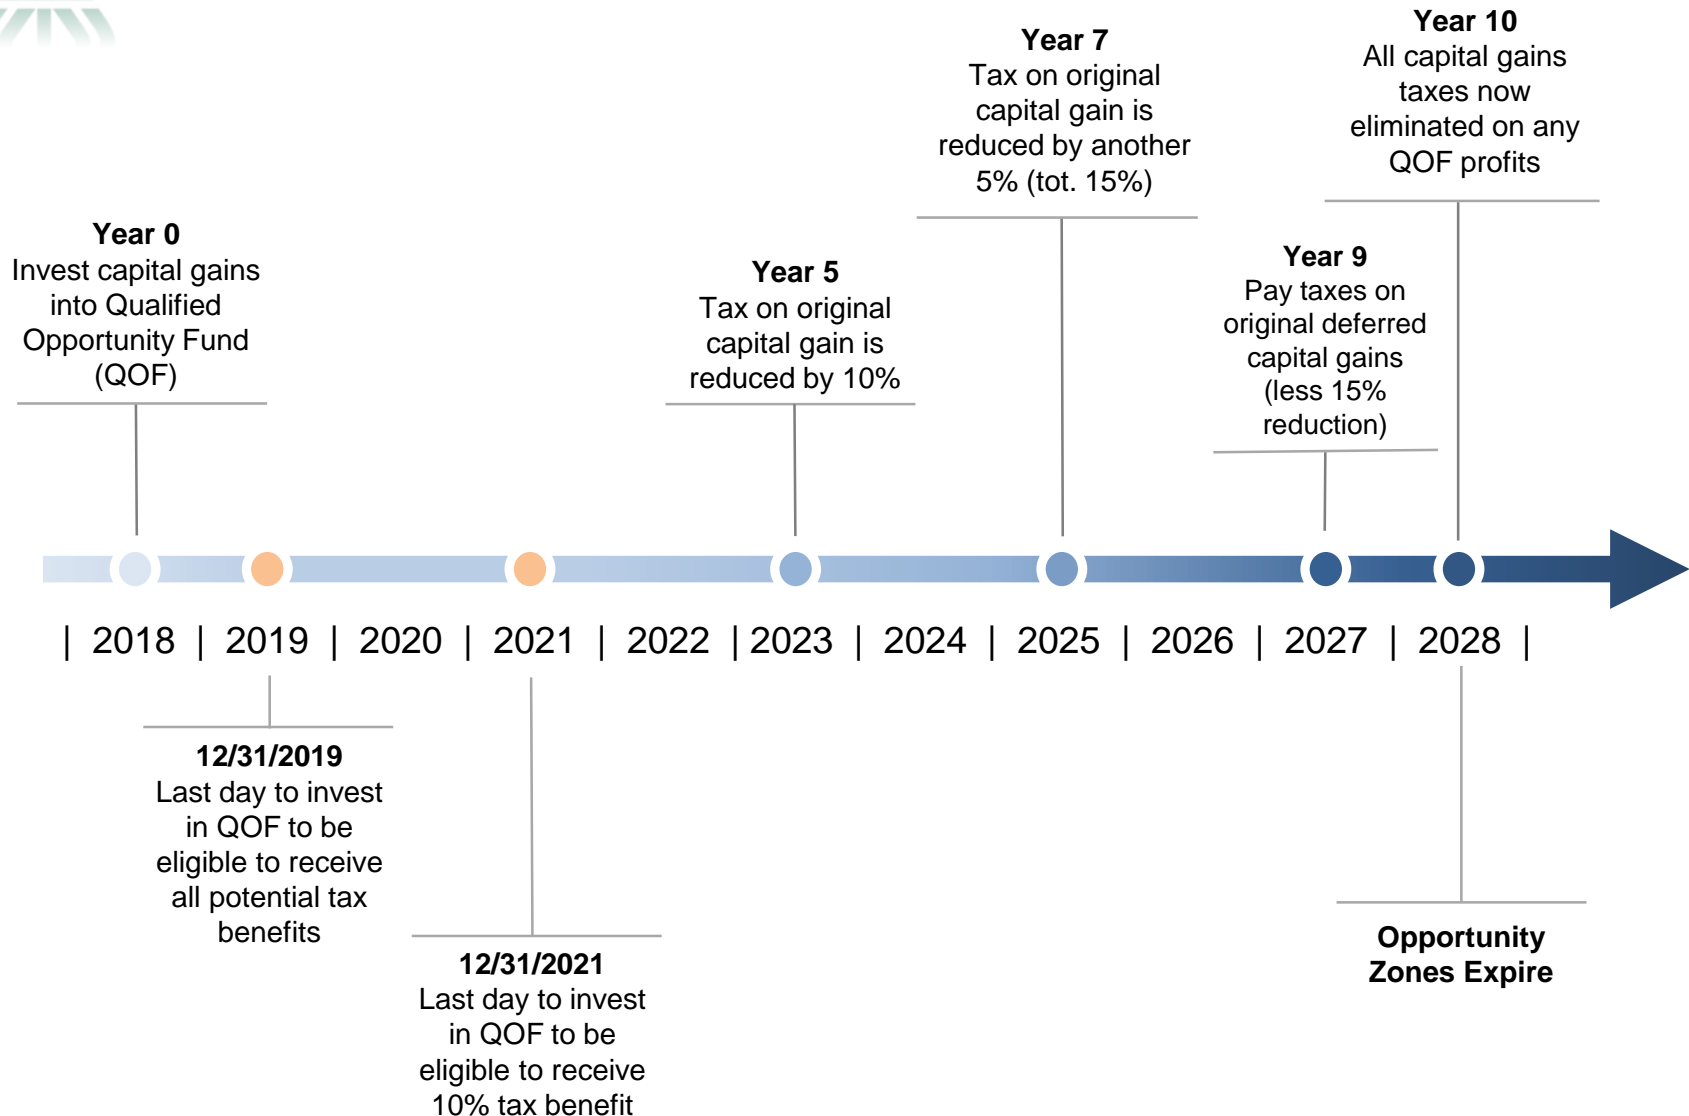 Year 0
Invest capital gains
into Qualified
Opportunity Fund
(QOF)
Year 5
Tax on original
capital gain is
reduced by 10%
Year 7
Tax on original
capital gain is
reduced by another
5% (tot. 15%)
Year 9
Pay taxes on
original deferred
capital gains
(less 15%
reduction)
Year 10
All capital gains
taxes now
eliminated on any
QOF profits
| 2018 | 2019 | 2020 | 2021 | 2022 | 2023 | 2024 | 2025 | 2026 | 2027 | 2028 |
12/31/2019
Last day to invest
in QOF to be
eligible to receive
all potential tax
benefits
12/31/2021
Last day to invest
in QOF to be
eligible to receive
10% tax benefit
Opportunity
Zones Expire